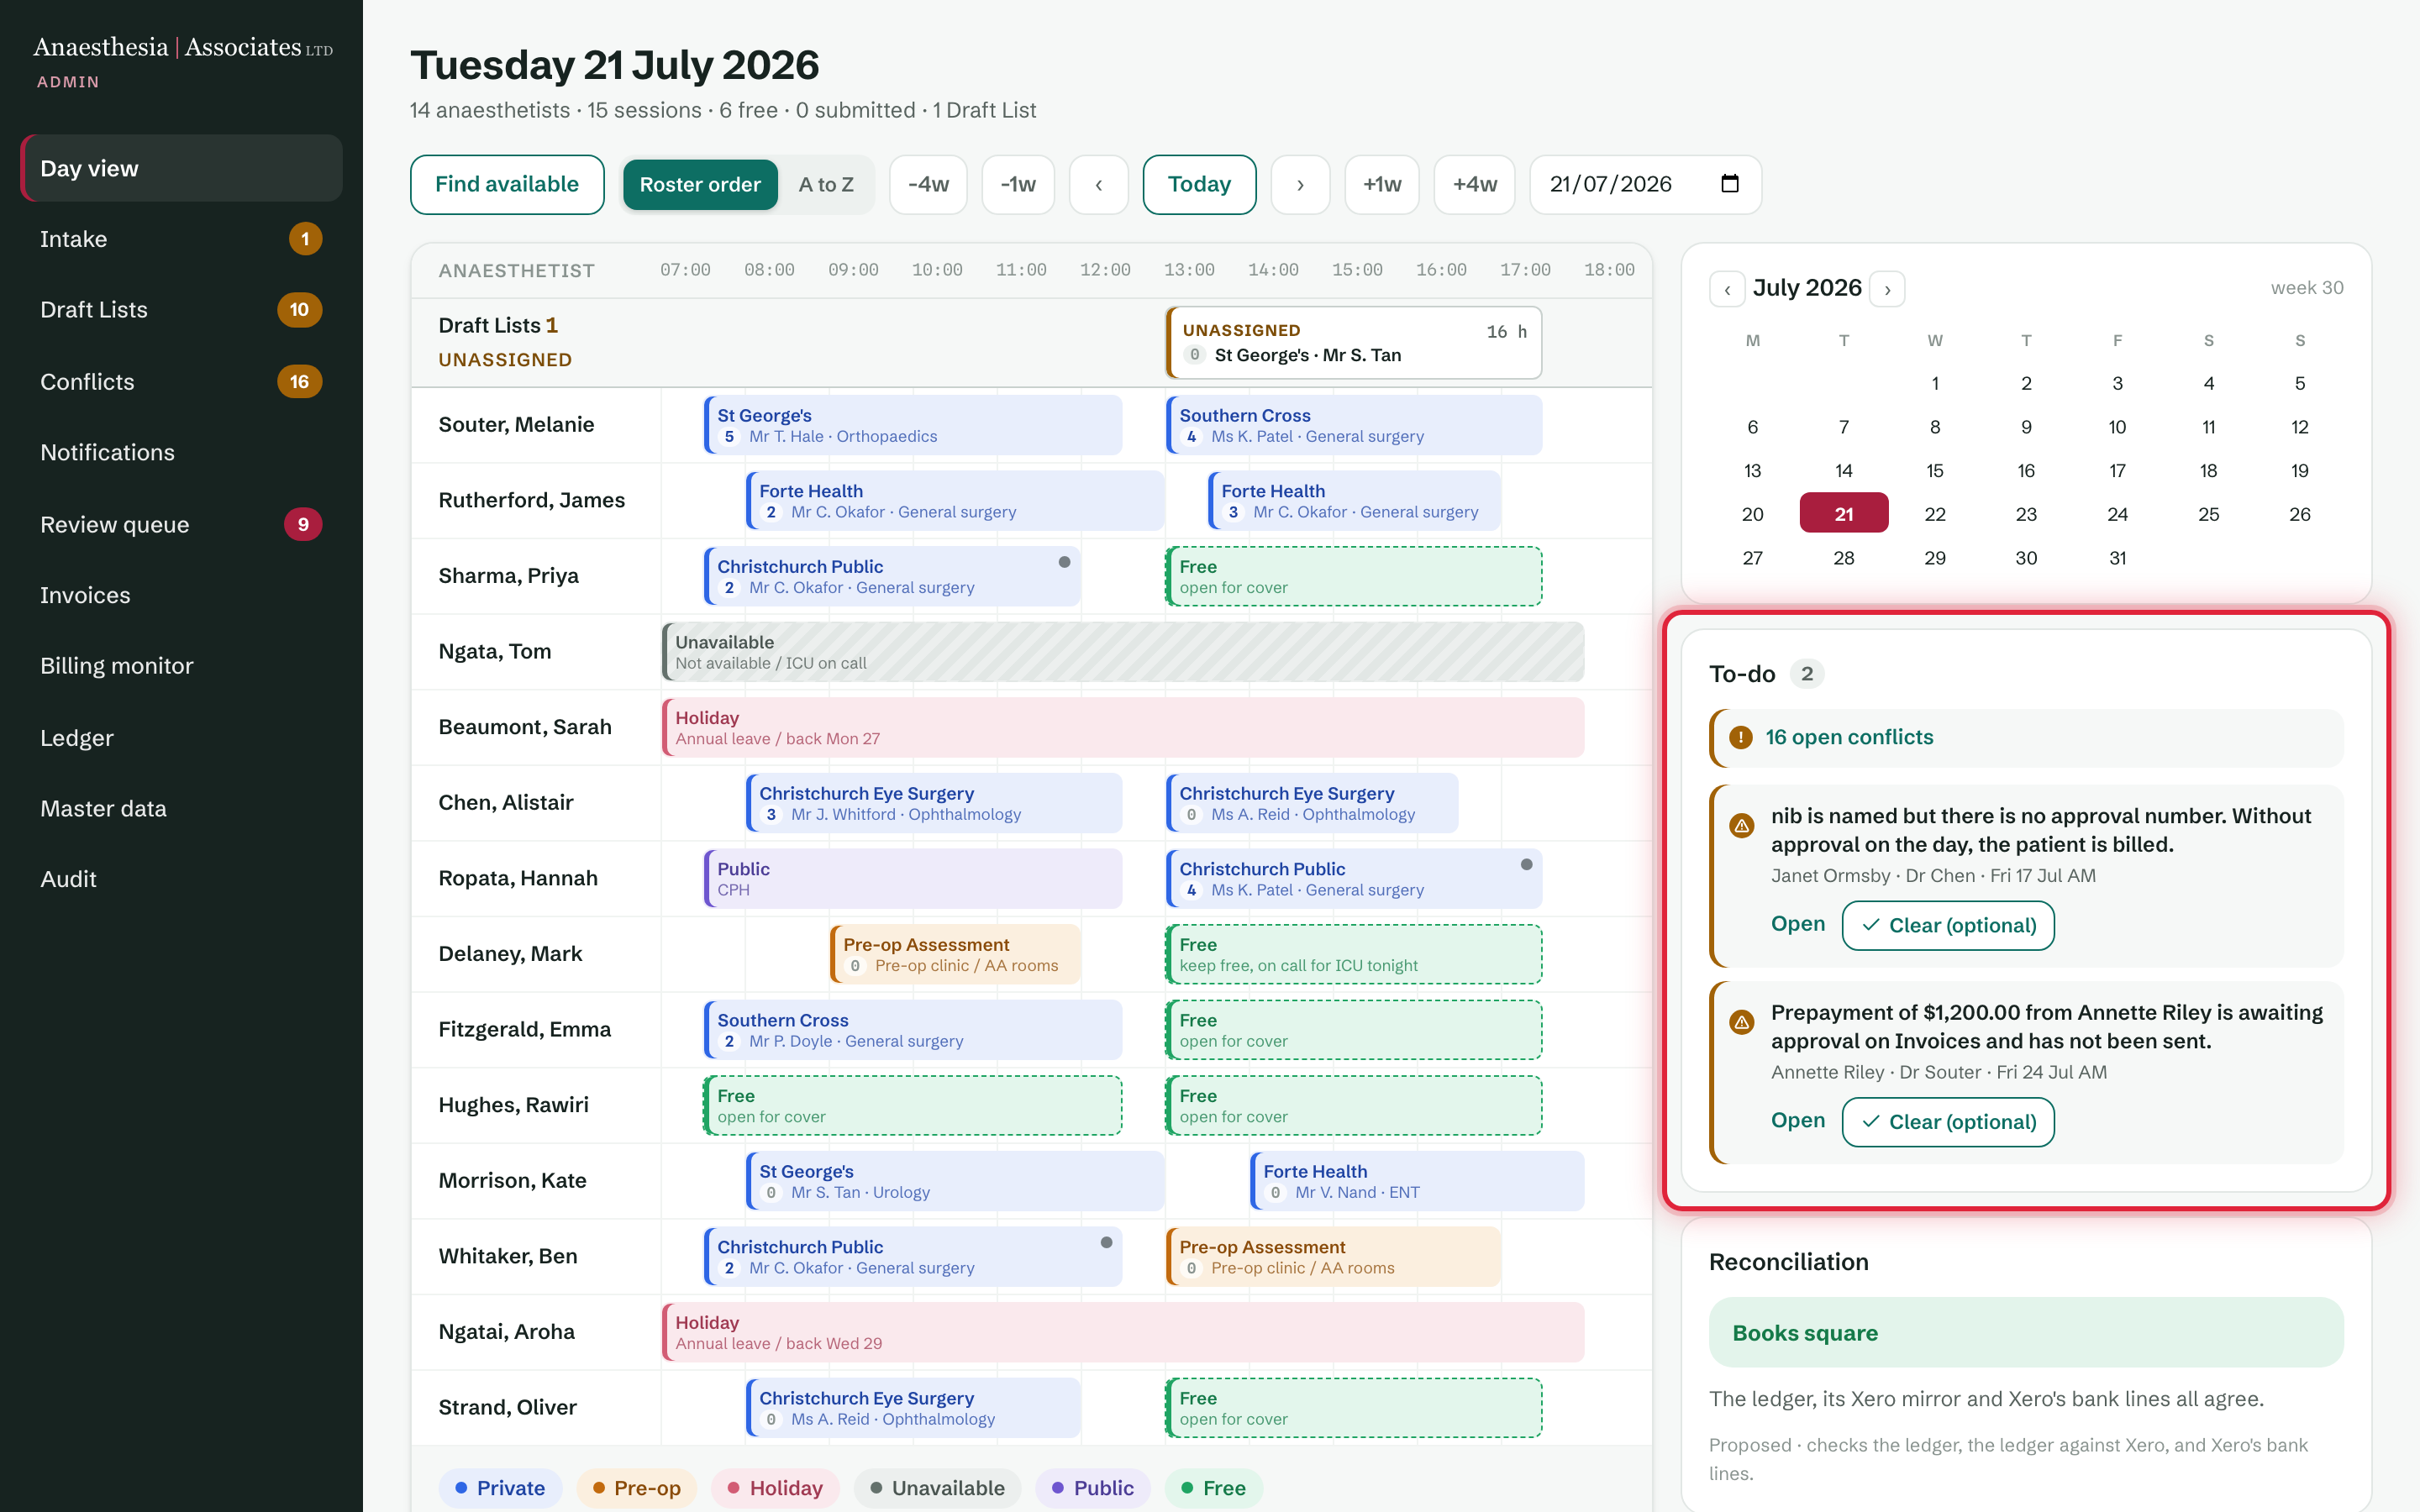 Anaesthesia | Associates LTD
ADMIN
Day view
Intake 1
Draft Lists 10
Conflicts 16
Notifications
Review queue 9
Invoices
Billing monitor
Ledger
Master data
Audit
Tuesday 21 July 2026
14 anaesthetists · 15 sessions · 6 free · 0 submitted · 1 Draft List
Find available Roster order A to Z -4w -1w ‹ Today › +1w +4w 21/07/2026
ANAESTHETIST 07:00 08:00 09:00 10:00 11:00 12:00 13:00 14:00 15:00 16:00 17:00 18:00
Draft Lists 1
UNASSIGNED
UNASSIGNED 16 h
0 St George's · Mr S. Tan
Souter, Melanie
St George's
5 Mr T. Hale · Orthopaedics
Southern Cross
4 Ms K. Patel · General surgery
Rutherford, James
Forte Health
2 Mr C. Okafor · General surgery
Forte Health
3 Mr C. Okafor · General surgery
Sharma, Priya
Christchurch Public
2 Mr C. Okafor · General surgery
Free
open for cover
Ngata, Tom
Unavailable
Not available / ICU on call
Beaumont, Sarah
Holiday
Annual leave / back Mon 27
Chen, Alistair
Christchurch Eye Surgery
3 Mr J. Whitford · Ophthalmology
Christchurch Eye Surgery
0 Ms A. Reid · Ophthalmology
Ropata, Hannah
Public
CPH
Christchurch Public
4 Ms K. Patel · General surgery
Delaney, Mark
Pre-op Assessment
0 Pre-op clinic / AA rooms
Free
keep free, on call for ICU tonight
Fitzgerald, Emma
Southern Cross
2 Mr P. Doyle · General surgery
Free
open for cover
Hughes, Rawiri
Free
open for cover
Free
open for cover
Morrison, Kate
St George's
0 Mr S. Tan · Urology
Forte Health
0 Mr V. Nand · ENT
Whitaker, Ben
Christchurch Public
2 Mr C. Okafor · General surgery
Pre-op Assessment
0 Pre-op clinic / AA rooms
Ngatai, Aroha
Holiday
Annual leave / back Wed 29
Strand, Oliver
Christchurch Eye Surgery
0 Ms A. Reid · Ophthalmology
Free
open for cover
Private Pre-op Holiday Unavailable Public Free
‹ July 2026 › week 30
M T W T F S S
1 2 3 4 5
6 7 8 9 10 11 12
13 14 15 16 17 18 19
20 21 22 23 24 25 26
27 28 29 30 31
To-do 2
16 open conflicts
nib is named but there is no approval number. Without
approval on the day, the patient is billed.
Janet Ormsby · Dr Chen · Fri 17 Jul AM
Open ✓ Clear (optional)
Prepayment of $1,200.00 from Annette Riley is awaiting
approval on Invoices and has not been sent.
Annette Riley · Dr Souter · Fri 24 Jul AM
Open ✓ Clear (optional)
Reconciliation
Books square
The ledger, its Xero mirror and Xero's bank lines all agree.
Proposed · checks the ledger, the ledger against Xero, and Xero's bank
lines.